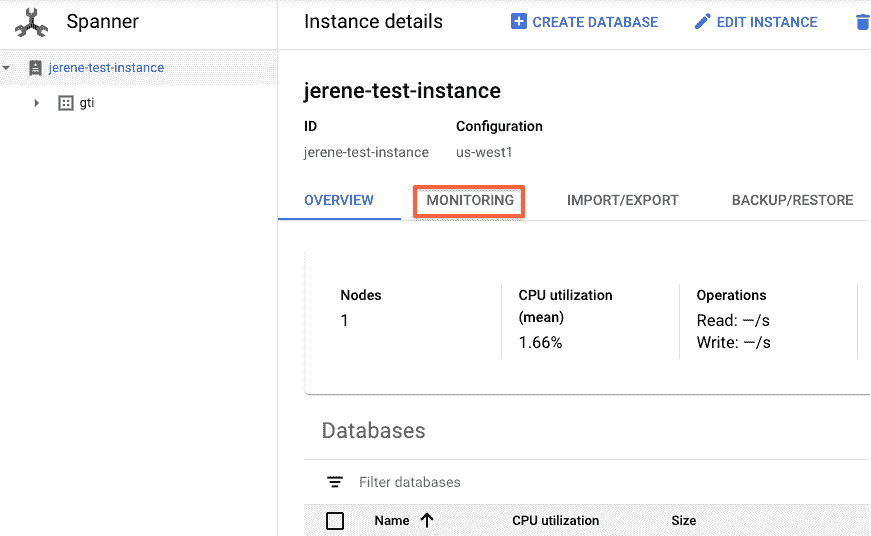 Spanner
Instance details
CREATE DATABASE
EDIT INSTANCE
jerene-test-instance
gti
jerene-test-instance
ID
Configuration
jerene-test-instance
us-west1
OVERVIEW
MONITORING
IMPORT/EXPORT
BACKUP/RESTORE
Nodes
1
CPU utilization
(mean)
1.66%
Operations
Read: —/s
Write: —/s
Databases
Filter databases
Name
CPU utilization
Size